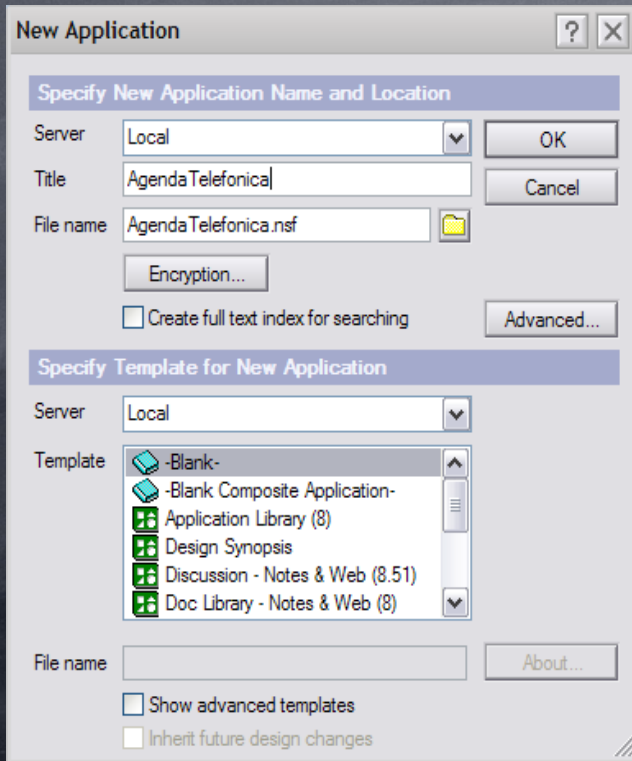 New Application
Specify New Application Name and Location
Server Local OK
Title AgendaTelefonica Cancel
File name AgendaTelefonica.nsf
Encryption...
Create full text index for searching Advanced...
Specify Template for New Application
Server Local
Template -Blank-
-Blank Composite Application-
Application Library (8)
Design Synopsis
Discussion - Notes & Web (8.51)
Doc Library - Notes & Web (8)
File name About...
Show advanced templates
Inherit future design changes